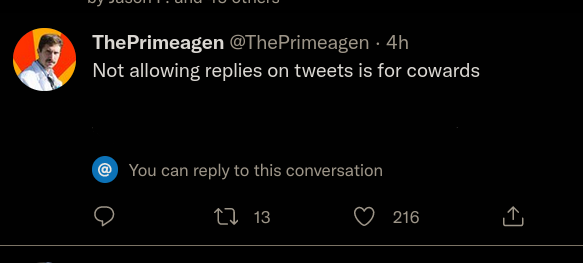 by Jason P. and 43 others
ThePrimeagen @ThePrimeagen · 4h
Not allowing replies on tweets is for cowards
You can reply to this conversation
13
216